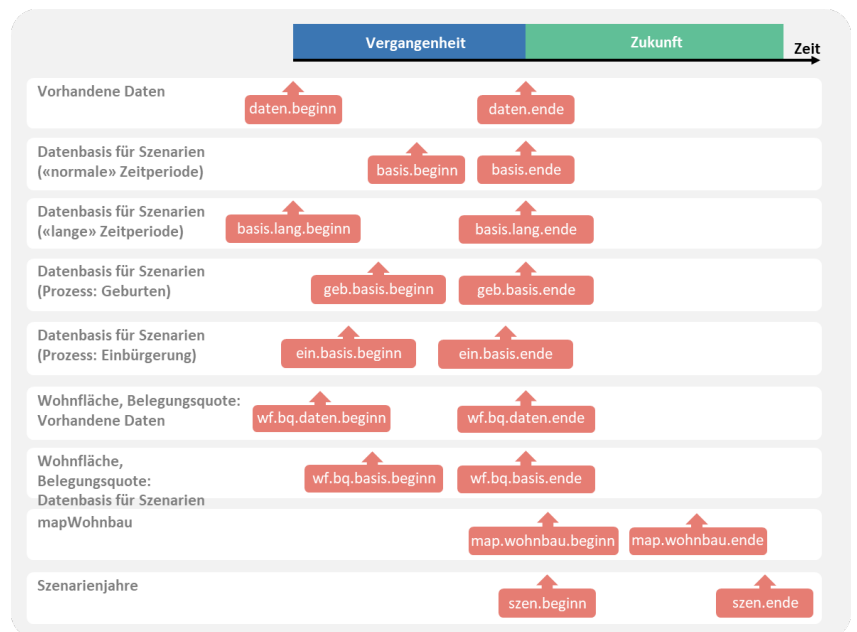 Vergangenheit
Zukunft
Zeit
Vorhandene Daten
daten.beginn
daten.ende
Datenbasis für Szenarien
(«normale» Zeitperiode)
basis.beginn
basis.ende
Datenbasis für Szenarien
(«lange» Zeitperiode)
basis.lang.beginn
basis.lang.ende
Datenbasis für Szenarien
(Prozess: Geburten)
geb.basis.beginn
geb.basis.ende
Datenbasis für Szenarien
(Prozess: Einbürgerung)
ein.basis.beginn
ein.basis.ende
Wohnfläche, Belegungsquote:
Vorhandene Daten
wf.bq.daten.beginn
wf.bq.daten.ende
Wohnfläche,
Belegungsquote:
Datenbasis für Szenarien
wf.bq.basis.beginn
wf.bq.basis.ende
mapWohnbau
map.wohnbau.beginn
map.wohnbau.ende
Szenarienjahre
szen.beginn
szen.ende